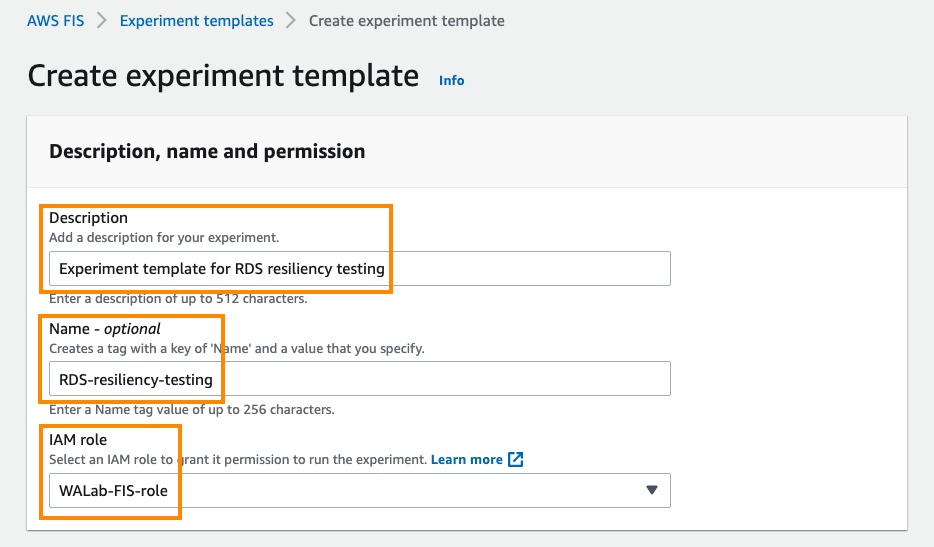 AWS FIS > Experiment templates > Create experiment template
Create experiment template Info
Description, name and permission
Description
Add a description for your experiment.
Experiment template for RDS resiliency testing
Enter a description of up to 512 characters.
Name - optional
Creates a tag with a key of 'Name' and a value that you specify.
RDS-resiliency-testing
Enter a Name tag value of up to 256 characters.
IAM role
Select an IAM role to grant it permission to run the experiment. Learn more
WALab-FIS-role